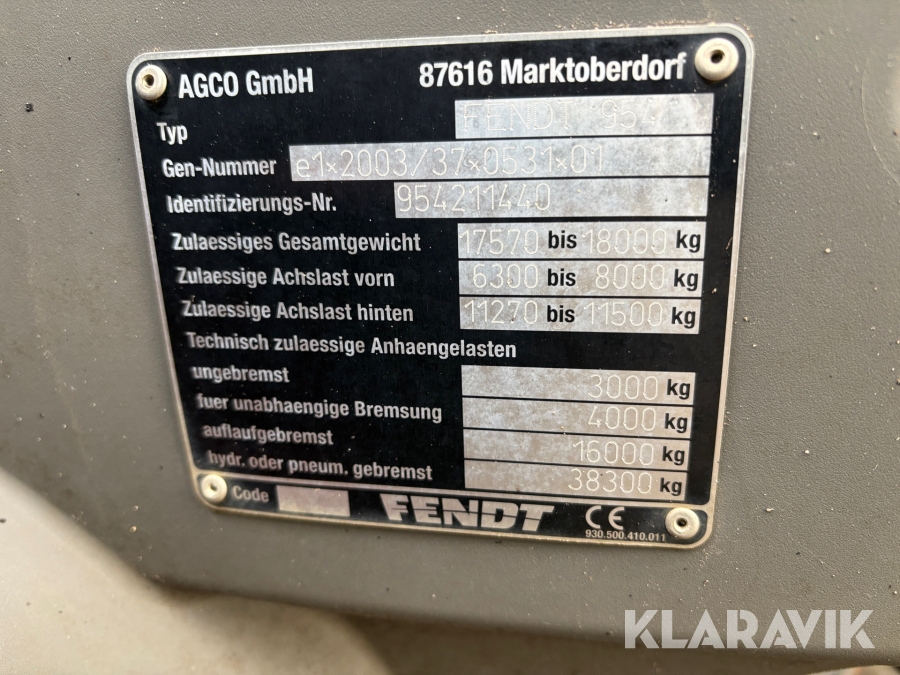 AGCO GmbH 87616 Marktoberdorf
Typ FENDT 954
Gen-Nummer e1×2003/37×0531×01
Identifizierungs-Nr. 954211440
Zulaessiges Gesamtgewicht 17570 bis 18000 kg
Zulaessige Achslast vorn 6300 bis 8000 kg
Zulaessige Achslast hinten 11270 bis 11500 kg
Technisch zulaessige Anhaengelasten
ungebremst 3000 kg
fuer unabhaengige Bremsung 4000 kg
auflaufgebremst 16000 kg
hydr. oder pneum. gebremst 38300 kg
Code FENDT CE
930.500.410.011
KLARAVIK